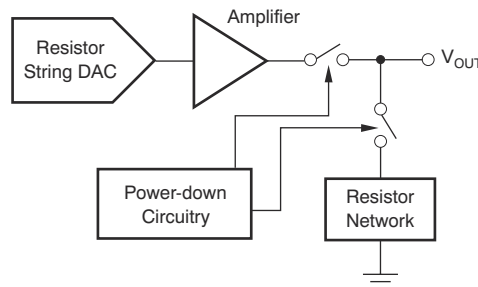 Amplifier
Resistor
String DAC
V_OUT
Power-down
Circuitry
Resistor
Network